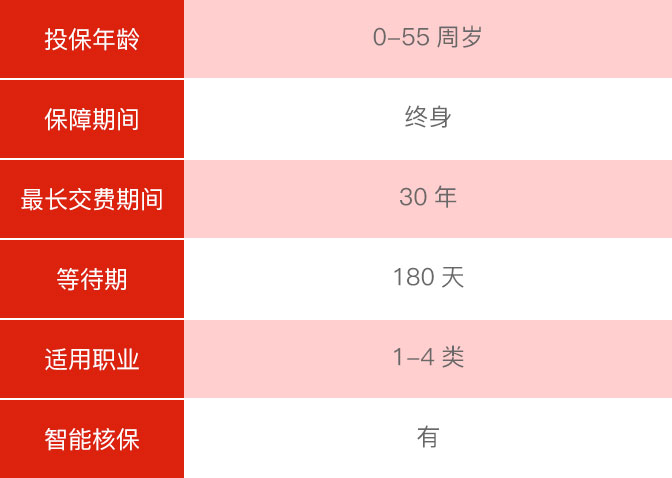 投保年龄 0-55 周岁
保障期间 终身
最长交费期间 30 年
等待期 180 天
适用职业 1-4 类
智能核保 有